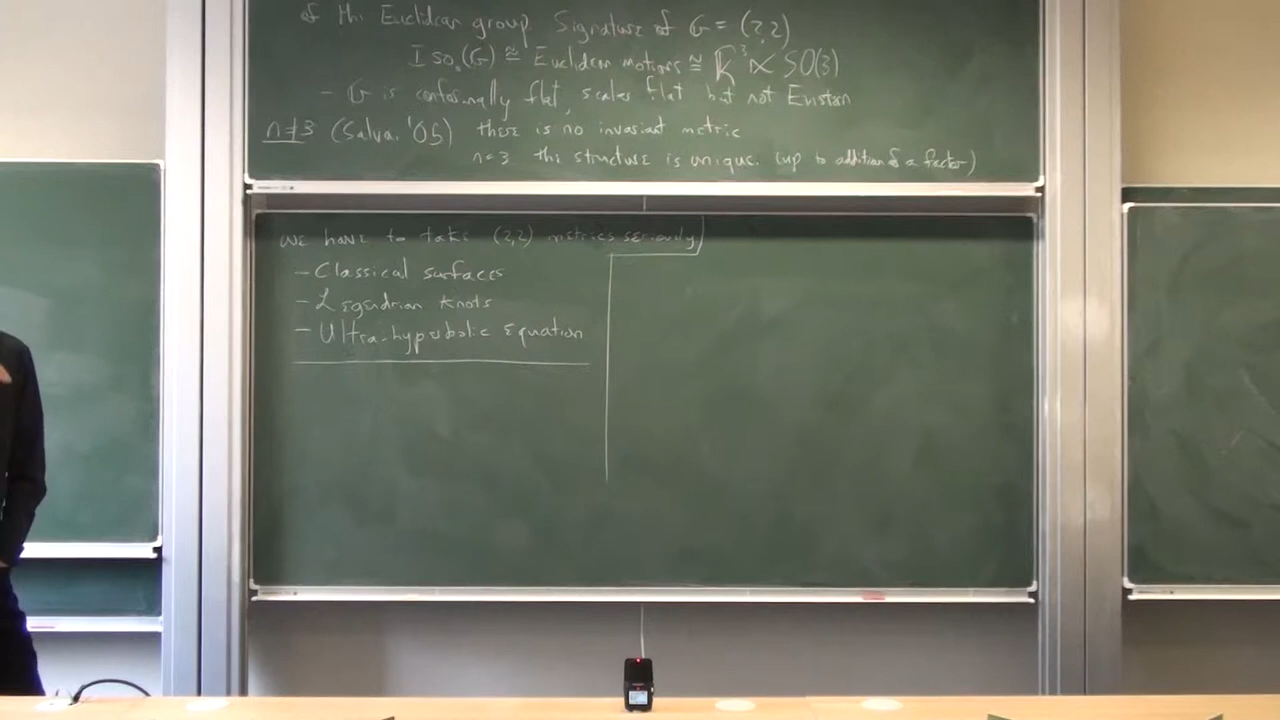 of the Euclidean group. Signature of G = (2,2)
Iso₀(G) ≅ Euclidean motions ≅ ℝ³ ⋊ SO(3)
- G is conformally flat, scalar flat but not Einstein
n≠3 (Salvai '05) there is no invariant metric
n=3 the structure is unique (up to addition of a factor)
we have to take (2,2) metrics seriously
- Classical surfaces
- Legendrian Knots
- Ultra-hyperbolic Equation